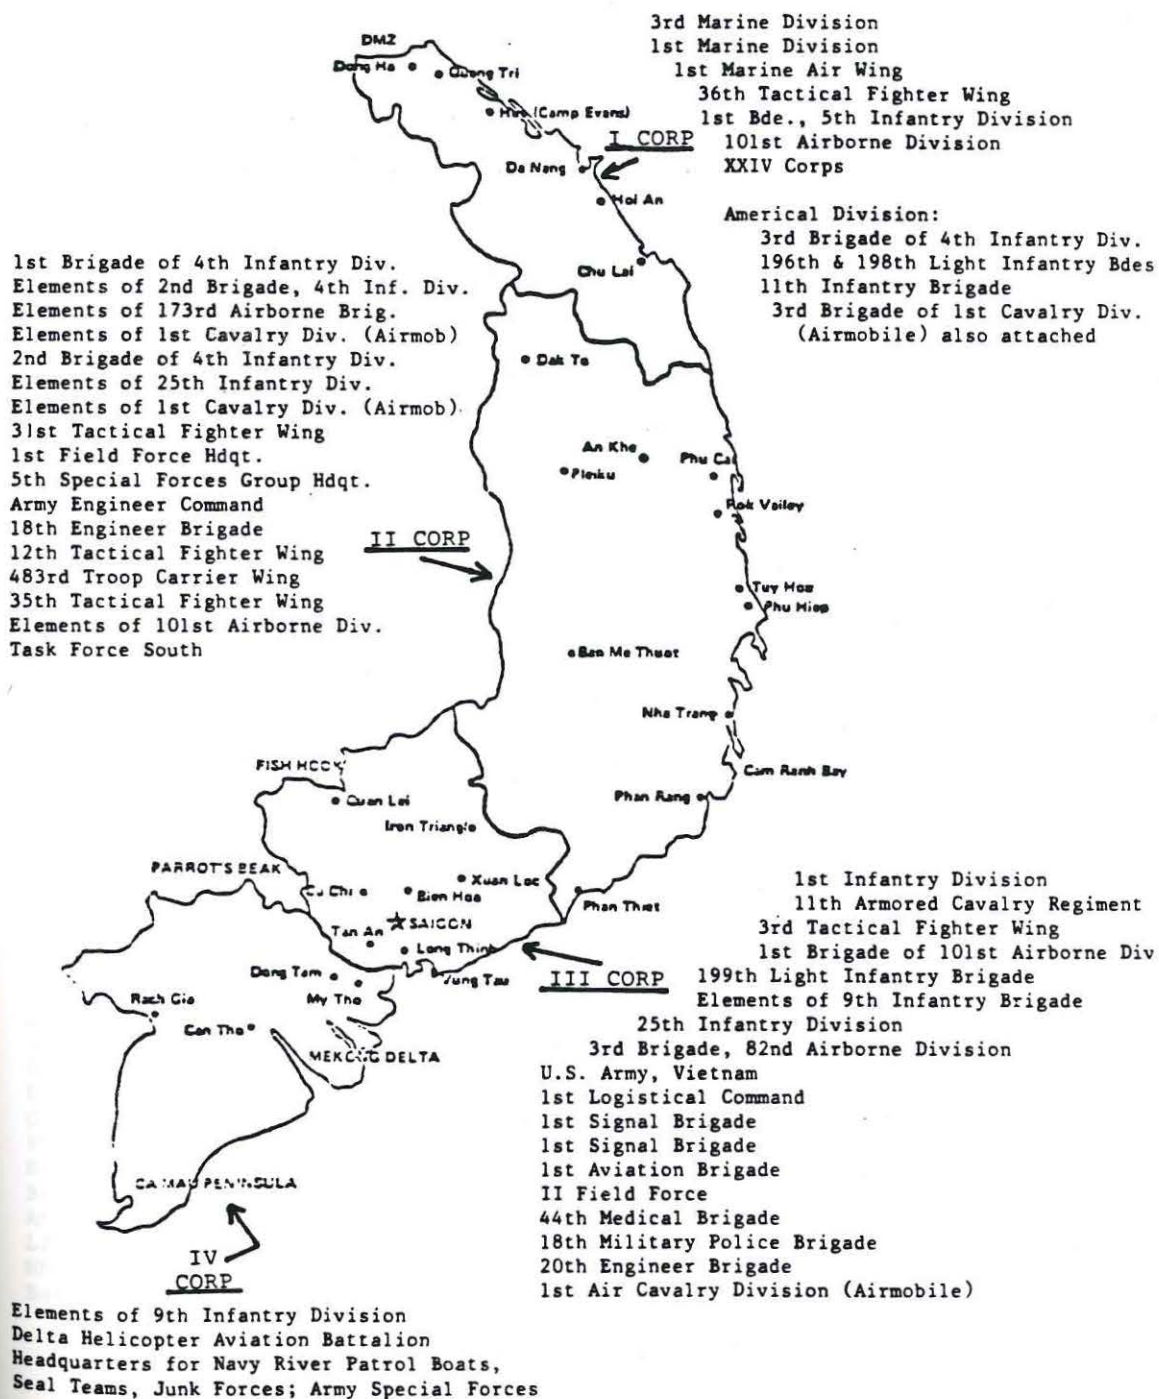 3rd Marine Division
1st Marine Division
1st Marine Air Wing
36th Tactical Fighter Wing
1st Bde., 5th Infantry Division
101st Airborne Division
XXIV Corps
I CORP
Americal Division:
3rd Brigade of 4th Infantry Div.
196th & 198th Light Infantry Bdes
11th Infantry Brigade
3rd Brigade of 1st Cavalry Div.
(Airmobile) also attached
DMZ
Dong Ha
Quang Tri
Hue (Camp Evans)
Da Nang
Hoi An
Chu Lai
1st Brigade of 4th Infantry Div.
Elements of 2nd Brigade, 4th Inf. Div.
Elements of 173rd Airborne Brig.
Elements of 1st Cavalry Div. (Airmob)
2nd Brigade of 4th Infantry Div.
Elements of 25th Infantry Div.
Elements of 1st Cavalry Div. (Airmob)
31st Tactical Fighter Wing
1st Field Force Hdqt.
5th Special Forces Group Hdqt.
Army Engineer Command
18th Engineer Brigade
12th Tactical Fighter Wing
483rd Troop Carrier Wing
35th Tactical Fighter Wing
Elements of 101st Airborne Div.
Task Force South
II CORP
Dak To
An Khe
Pleiku
Phu Cat
Rok Valley
Tuy Hoa
Phu Hiep
Ban Me Thuot
Nha Trang
Cam Ranh Bay
Phan Rang
FISH HOOK
Quan Loi
Iron Triangle
PARROT'S BEAK
Cu Chi
Bien Hoa
Xuan Loc
SAIGON
Phan Thiet
Tan An
Long Thinh
Vung Tau
Dong Tam
My Tho
Rach Gia
Can Tho
MEKONG DELTA
CA MAU PENINSULA
III CORP
1st Infantry Division
11th Armored Cavalry Regiment
3rd Tactical Fighter Wing
1st Brigade of 101st Airborne Div
199th Light Infantry Brigade
Elements of 9th Infantry Brigade
25th Infantry Division
3rd Brigade, 82nd Airborne Division
U.S. Army, Vietnam
1st Logistical Command
1st Signal Brigade
1st Signal Brigade
1st Aviation Brigade
II Field Force
44th Medical Brigade
18th Military Police Brigade
20th Engineer Brigade
1st Air Cavalry Division (Airmobile)
IV
CORP
Elements of 9th Infantry Division
Delta Helicopter Aviation Battalion
Headquarters for Navy River Patrol Boats,
Seal Teams, Junk Forces; Army Special Forces